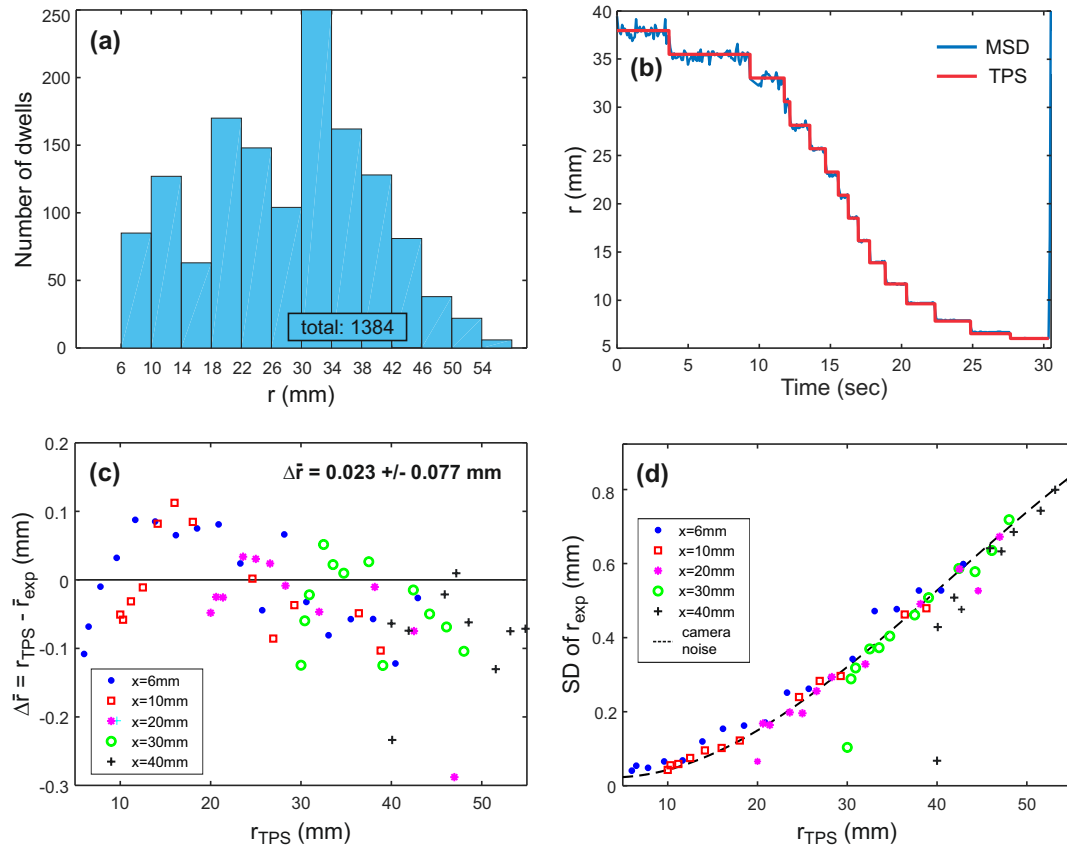 (a)
250
200
150
100
50
0
Number of dwells
total: 1384
6 10 14 18 22 26 30 34 38 42 46 50 54
r (mm)
(b)
40
35
30
25
20
15
10
5
r (mm)
MSD
TPS
0 5 10 15 20 25 30
Time (sec)
(c)
Δr̄ = 0.023 +/- 0.077 mm
0.2
0.1
0
-0.1
-0.2
-0.3
Δr̄ = r̄TPS - r̄exp (mm)
x=6mm
x=10mm
x=20mm
x=30mm
x=40mm
10 20 30 40 50
rTPS (mm)
(d)
0.8
0.6
0.4
0.2
0
SD of rexp (mm)
x=6mm
x=10mm
x=20mm
x=30mm
x=40mm
camera
noise
10 20 30 40 50
rTPS (mm)